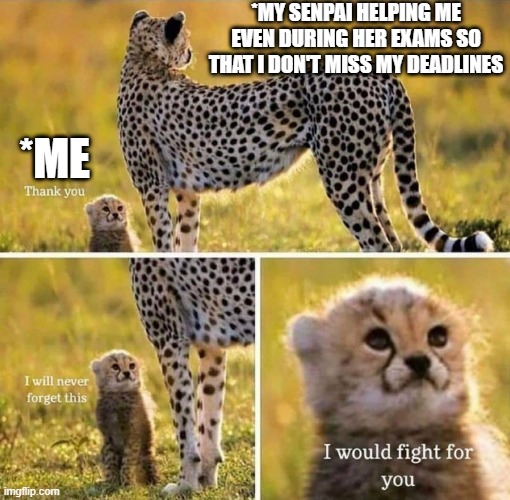 *MY SENPAI HELPING ME
EVEN DURING HER EXAMS SO
THAT I DON'T MISS MY DEADLINES
*ME
Thank you
I will never
forget this
I would fight for
you
imgflip.com